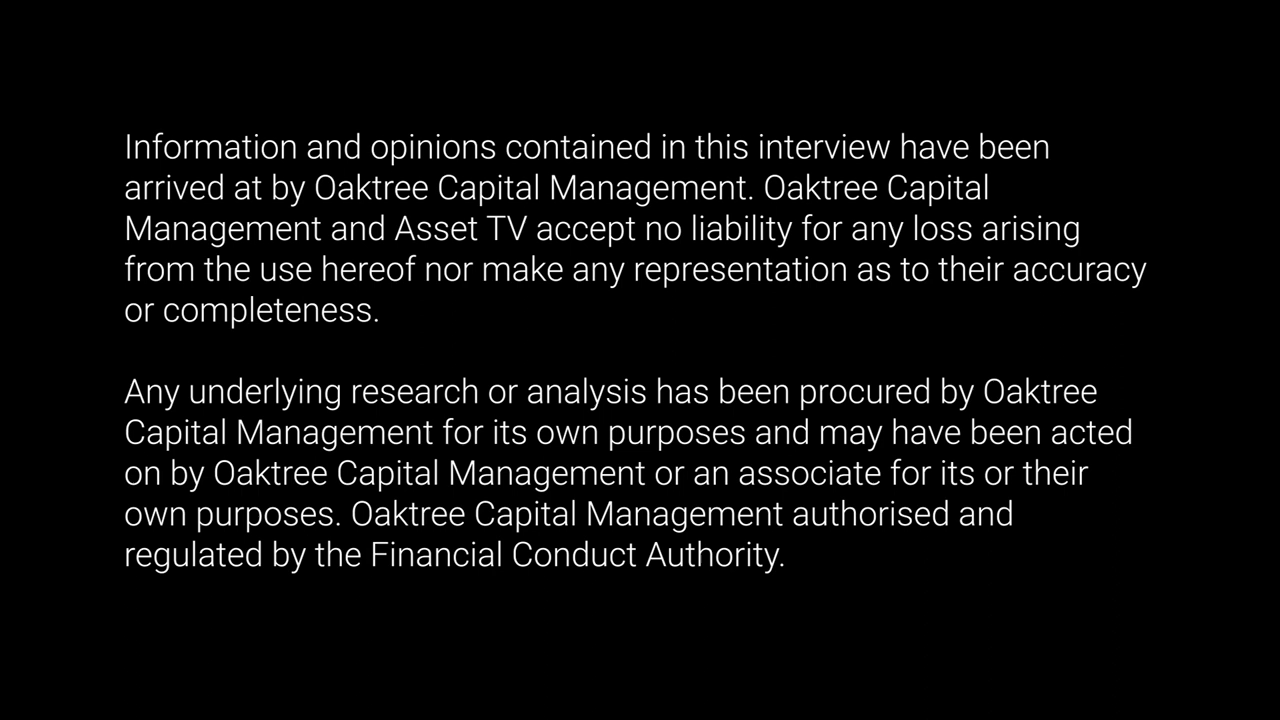 Information and opinions contained in this interview have been
arrived at by Oaktree Capital Management. Oaktree Capital
Management and Asset TV accept no liability for any loss arising
from the use hereof nor make any representation as to their accuracy
or completeness.
Any underlying research or analysis has been procured by Oaktree
Capital Management for its own purposes and may have been acted
on by Oaktree Capital Management or an associate for its or their
own purposes. Oaktree Capital Management authorised and
regulated by the Financial Conduct Authority.